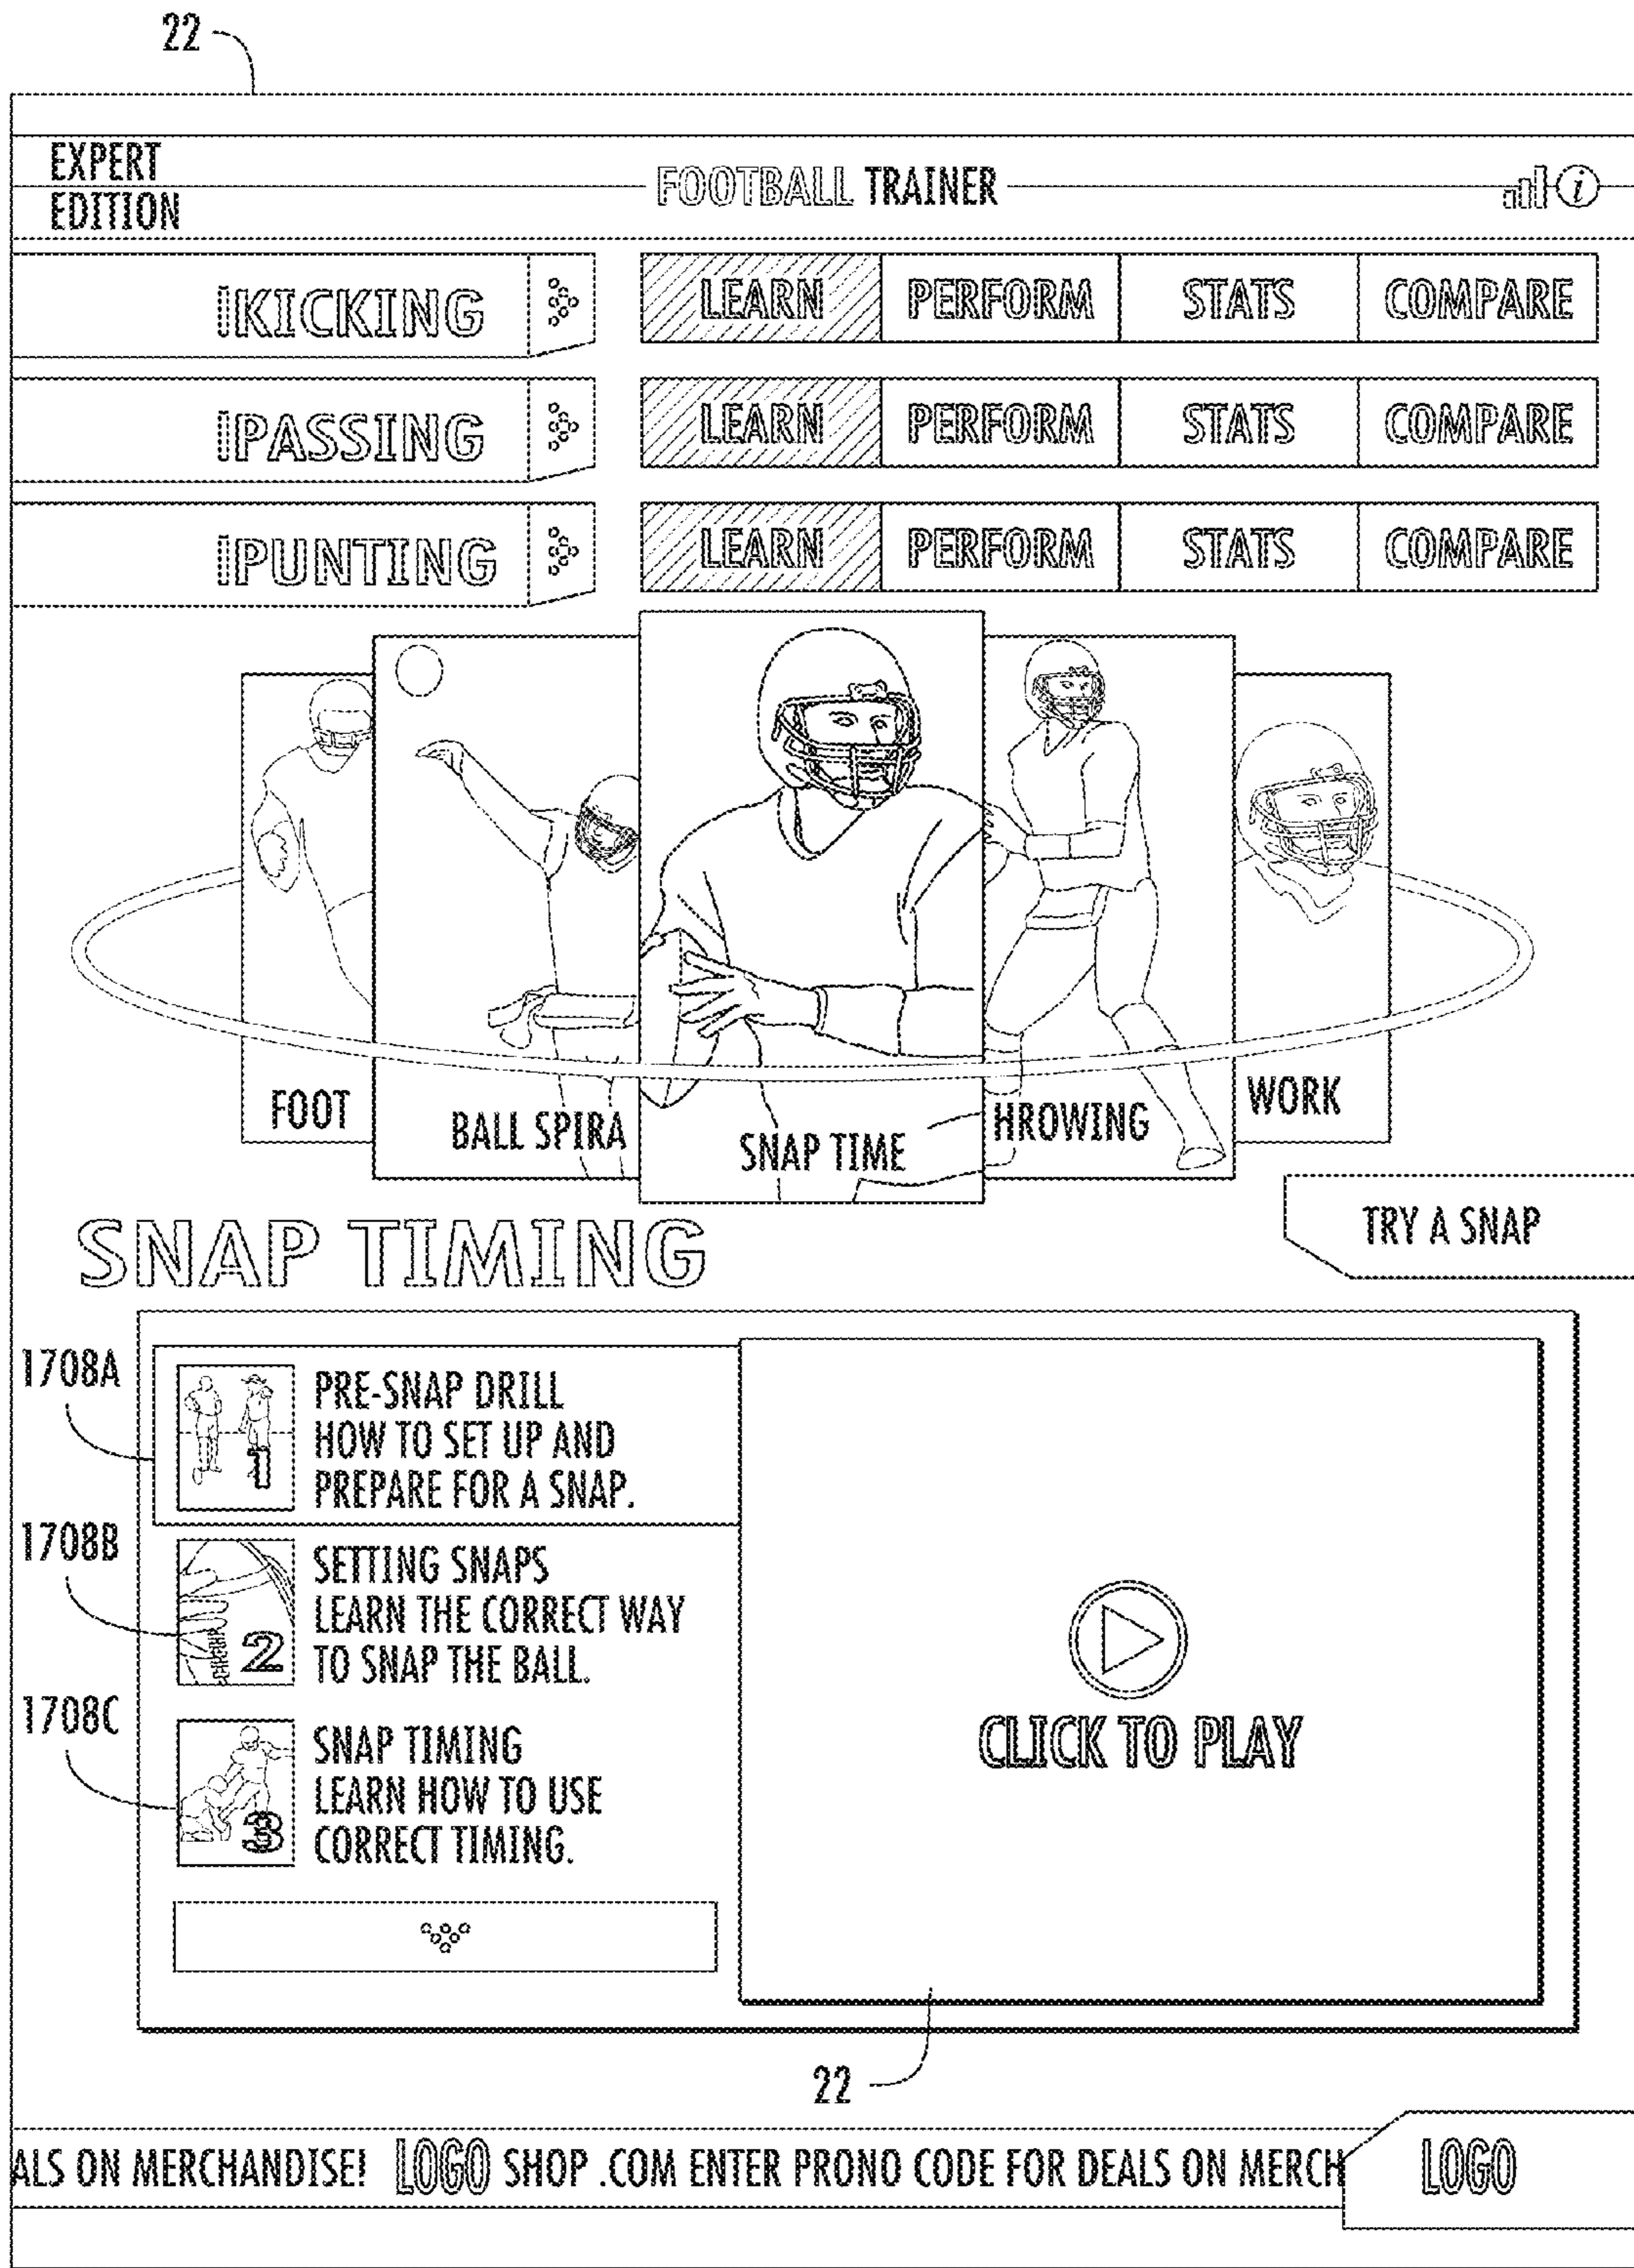 22
EXPERT
EDITION
FOOTBALL TRAINER
i
KICKING LEARN PERFORM STATS COMPARE
PASSING LEARN PERFORM STATS COMPARE
PUNTING LEARN PERFORM STATS COMPARE
FOOT BALL SPIRA SNAP TIME HROWING WORK
TRY A SNAP
SNAP TIMING
1708A
1
PRE-SNAP DRILL
HOW TO SET UP AND
PREPARE FOR A SNAP.
1708B
2
SETTING SNAPS
LEARN THE CORRECT WAY
TO SNAP THE BALL.
1708C
3
SNAP TIMING
LEARN HOW TO USE
CORRECT TIMING.
CLICK TO PLAY
22
ALS ON MERCHANDISE! LOGO SHOP .COM ENTER PRONO CODE FOR DEALS ON MERCH LOGO